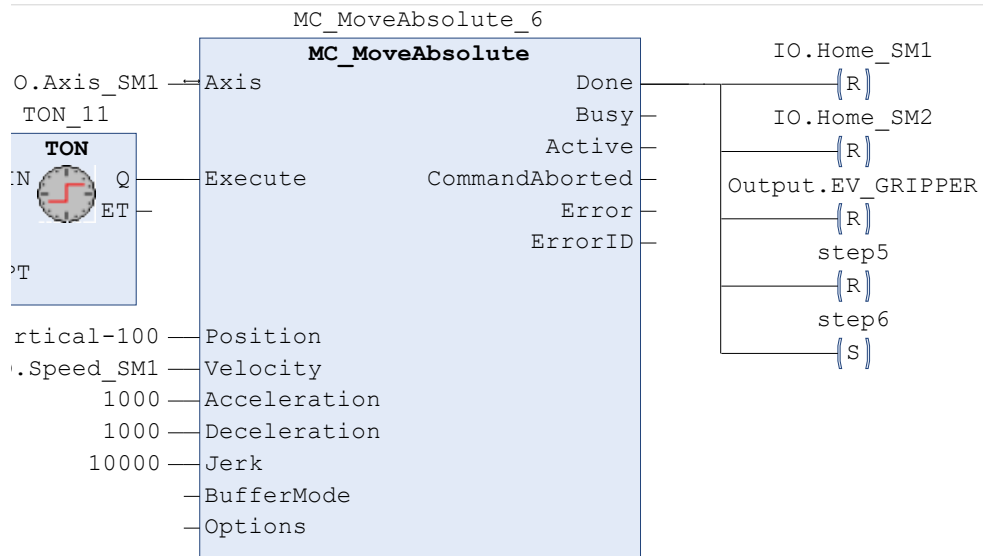 MC_MoveAbsolute_6
MC_MoveAbsolute
O.Axis_SM1
Axis
Done
IO.Home_SM1
R
TON_11
Busy
IO.Home_SM2
TON
Active
R
IN
Q
Execute
CommandAborted
Output.EV_GRIPPER
ET
Error
R
ErrorID
step5
PT
R
step6
rtical-100
Position
S
.Speed_SM1
Velocity
1000
Acceleration
1000
Deceleration
10000
Jerk
BufferMode
Options